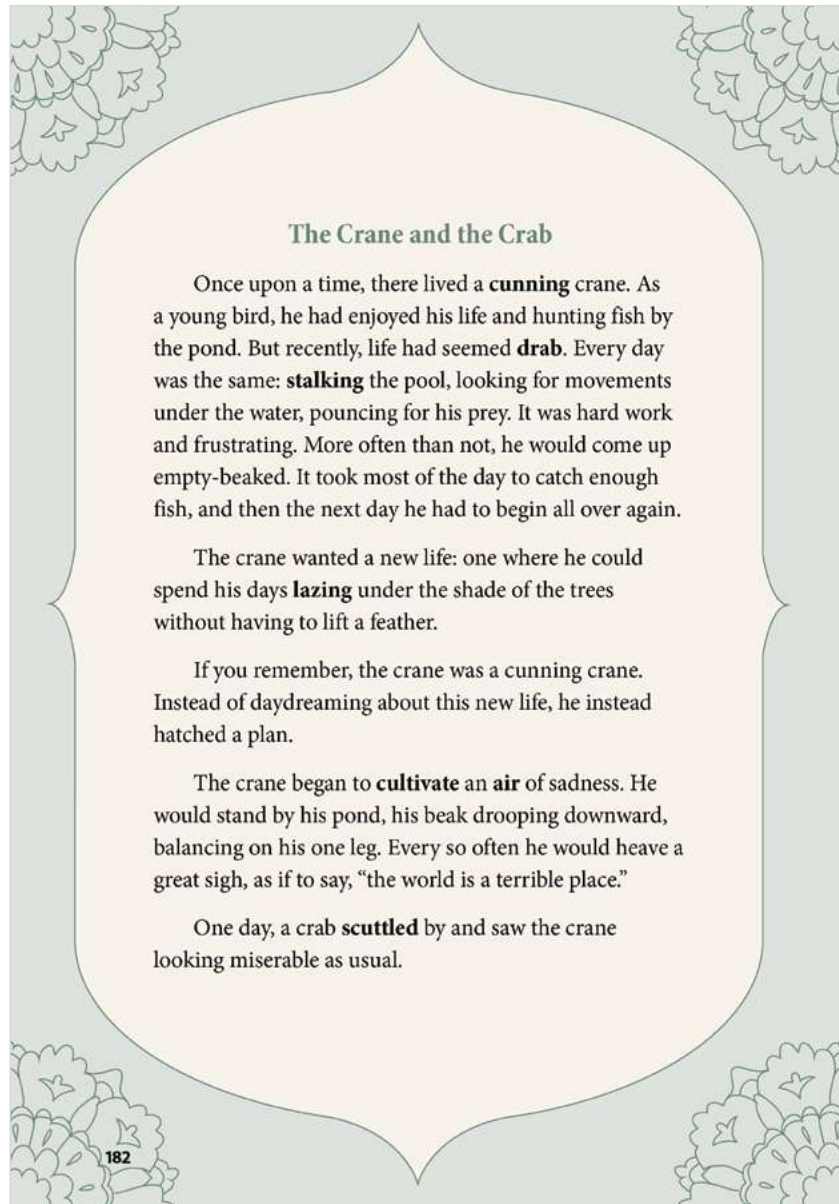 The Crane and the Crab
Once upon a time, there lived a cunning crane. As
a young bird, he had enjoyed his life and hunting fish by
the pond. But recently, life had seemed drab. Every day
was the same: stalking the pool, looking for movements
under the water, pouncing for his prey. It was hard work
and frustrating. More often than not, he would come up
empty-beaked. It took most of the day to catch enough
fish, and then the next day he had to begin all over again.
The crane wanted a new life: one where he could
spend his days lazing under the shade of the trees
without having to lift a feather.
If you remember, the crane was a cunning crane.
Instead of daydreaming about this new life, he instead
hatched a plan.
The crane began to cultivate an air of sadness. He
would stand by his pond, his beak drooping downward,
balancing on his one leg. Every so often he would heave a
great sigh, as if to say, “the world is a terrible place.”
One day, a crab scuttled by and saw the crane
looking miserable as usual.
182